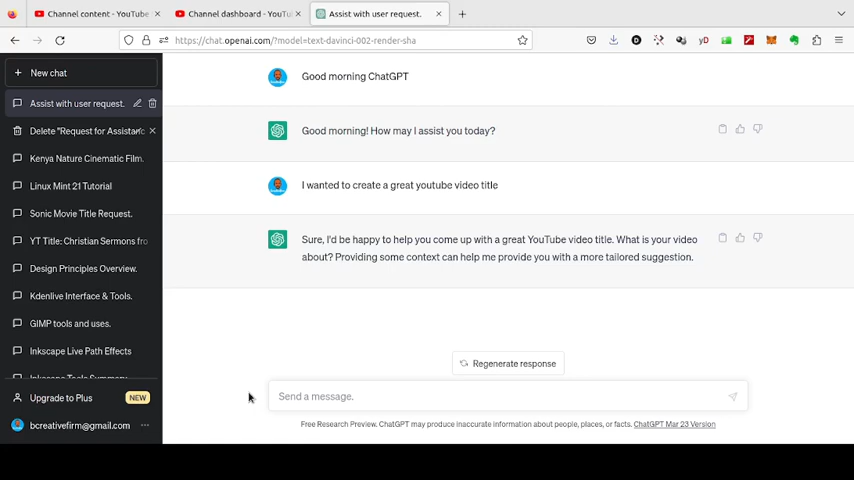 Channel content - YouTube
Channel dashboard - YouTu
Assist with user request.
https://chat.openai.com/?model=text-davinci-002-render-sha
yD
New chat
Assist with user request.
Delete "Request for Assistanc
Kenya Nature Cinematic Film.
Linux Mint 21 Tutorial
Sonic Movie Title Request.
YT Title: Christian Sermons fro
Design Principles Overview.
Kdenlive Interface & Tools.
GIMP tools and uses.
Inkscape Live Path Effects
Inkscape Tools Summary
Upgrade to Plus
NEW
bcreativefirm@gmail.com
Good morning ChatGPT
Good morning! How may I assist you today?
I wanted to create a great youtube video title
Sure, I'd be happy to help you come up with a great YouTube video title. What is your video
about? Providing some context can help me provide you with a more tailored suggestion.
Regenerate response
Send a message.
Free Research Preview. ChatGPT may produce inaccurate information about people, places, or facts. ChatGPT Mar 23 Version